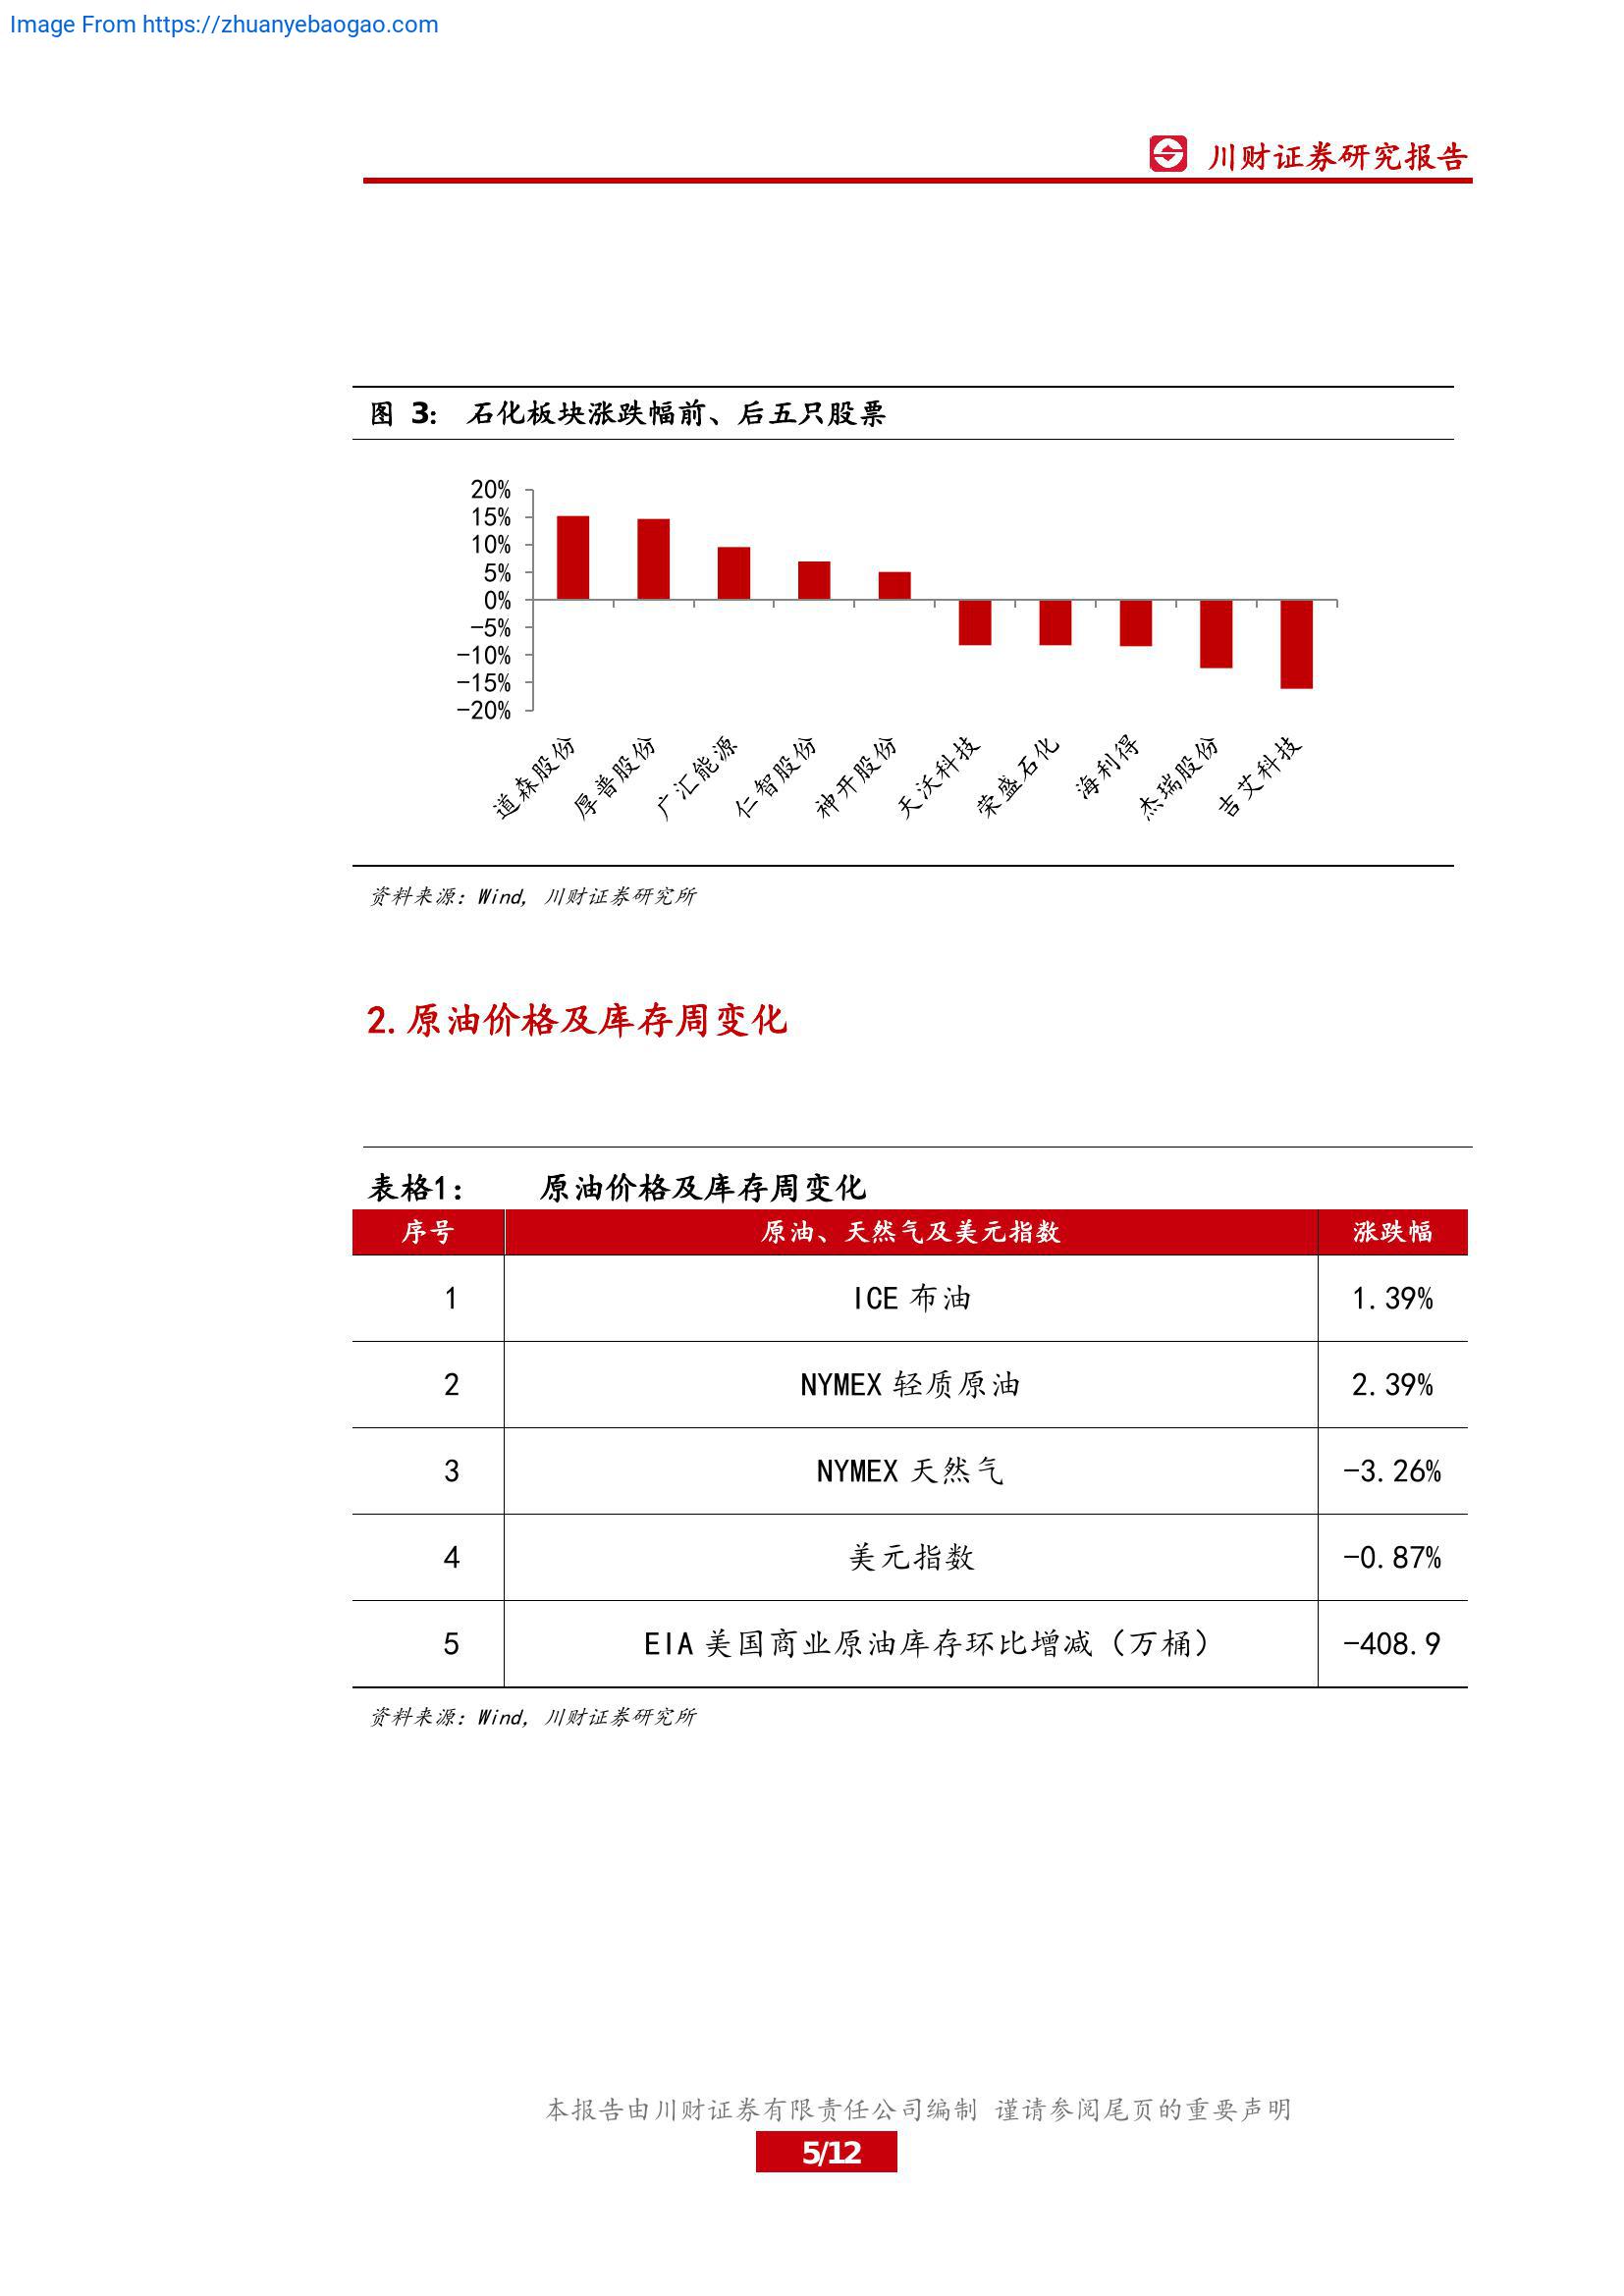 Image From https://zhuanyebaogao.com
川财证券研究报告
图 3: 石化板块涨跌幅前、后五只股票
20%
15%
10%
5%
0%
-5%
-10%
-15%
-20%
道森股份
厚普股份
广汇能源
仁智股份
神开股份
天沃科技
荣盛石化
海利得
杰瑞股份
吉艾科技
资料来源：Wind, 川财证券研究所
2.原油价格及库存周变化
表格1： 原油价格及库存周变化
序号 原油、天然气及美元指数 涨跌幅
1 ICE 布油 1.39%
2 NYMEX 轻质原油 2.39%
3 NYMEX 天然气 -3.26%
4 美元指数 -0.87%
5 EIA 美国商业原油库存环比增减（万桶） -408.9
资料来源：Wind, 川财证券研究所
本报告由川财证券有限责任公司编制 谨请参阅尾页的重要声明
5/12